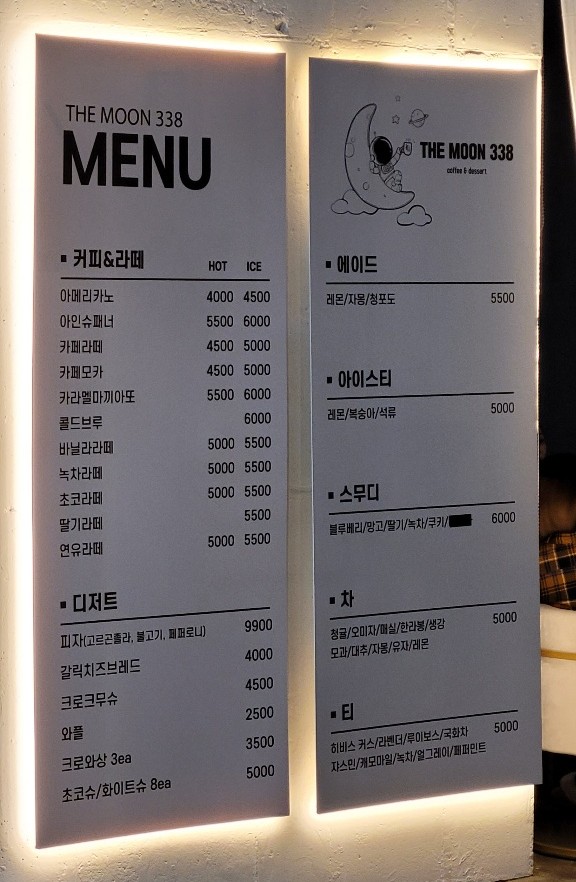 THE MOON 338
MENU
▪ 커피&라떼 HOT ICE
아메리카노 4000 4500
아인슈패너 5500 6000
카페라떼 4500 5000
카페모카 4500 5000
카라멜마끼아또 5500 6000
콜드브루 6000
바닐라라떼 5000 5500
녹차라떼 5000 5500
초코라떼 5000 5500
딸기라떼 5500
연유라떼 5000 5500
▪ 디저트
피자(고르곤졸라, 불고기, 페퍼로니) 9900
갈릭치즈브레드 4000
크로크무슈 4500
와플 2500
크로와상 3ea 3500
초코슈/화이트슈 8ea 5000
THE MOON 338
coffee & dessert
▪ 에이드
레몬/자몽/청포도 5500
▪ 아이스티
레몬/복숭아/석류 5000
▪ 스무디
블루베리/망고/딸기/녹차/쿠키/ 6000
▪ 차
청귤/오미자/매실/한라봉/생강 5000
모과/대추/자몽/유자/레몬
▪ 티
히비스 커스/라벤더/루이보스/국화차 5000
쟈스민/캐모마일/녹차/얼그레이/페퍼민트